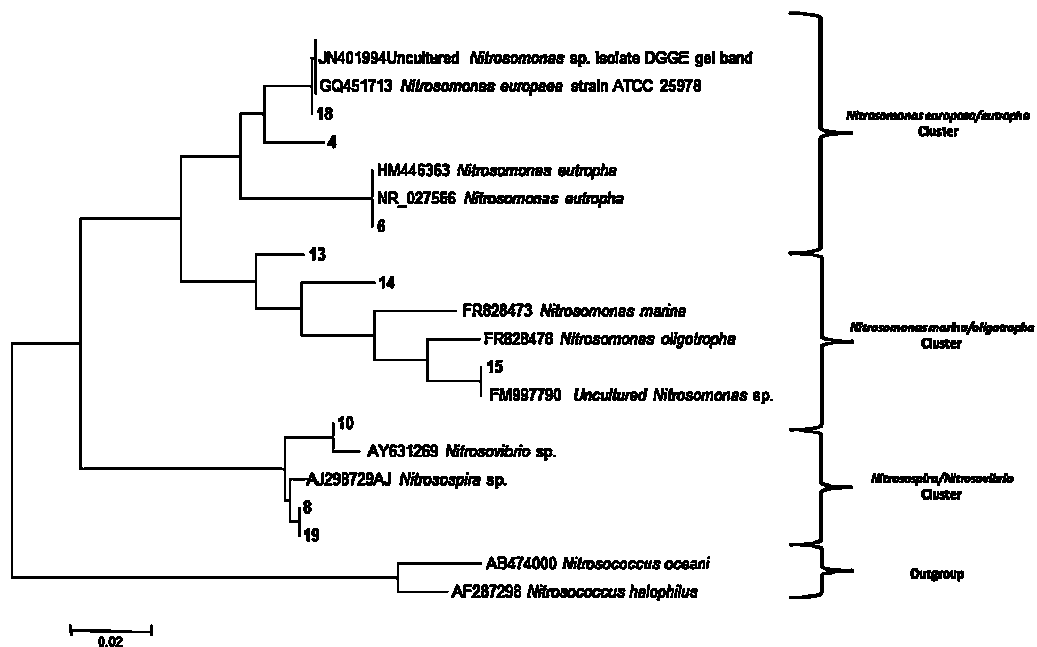 JN401994Uncultured Nitrosomonas sp. isolate DGGE gel band
GQ451713 Nitrosomonas europaea strain ATCC 25978
18
Nitrosomonas europaea/eutropha
Cluster
4
HM446363 Nitrosomonas eutropha
NR_027566 Nitrosomonas eutropha
6
13
14
FR828473 Nitrosomonas marina
Nitrosomonas marina/oligotropha
Cluster
FR828478 Nitrosomonas oligotropha
15
FM997790 Uncultured Nitrosomonas sp.
10
AY631269 Nitrosovibrio sp.
AJ298729AJ Nitrosospira sp.
Nitrosospira/Nitrosovibrio
Cluster
8
19
AB474000 Nitrosococcus oceani
Outgroup
AF287298 Nitrosococcus halophilus
0.02